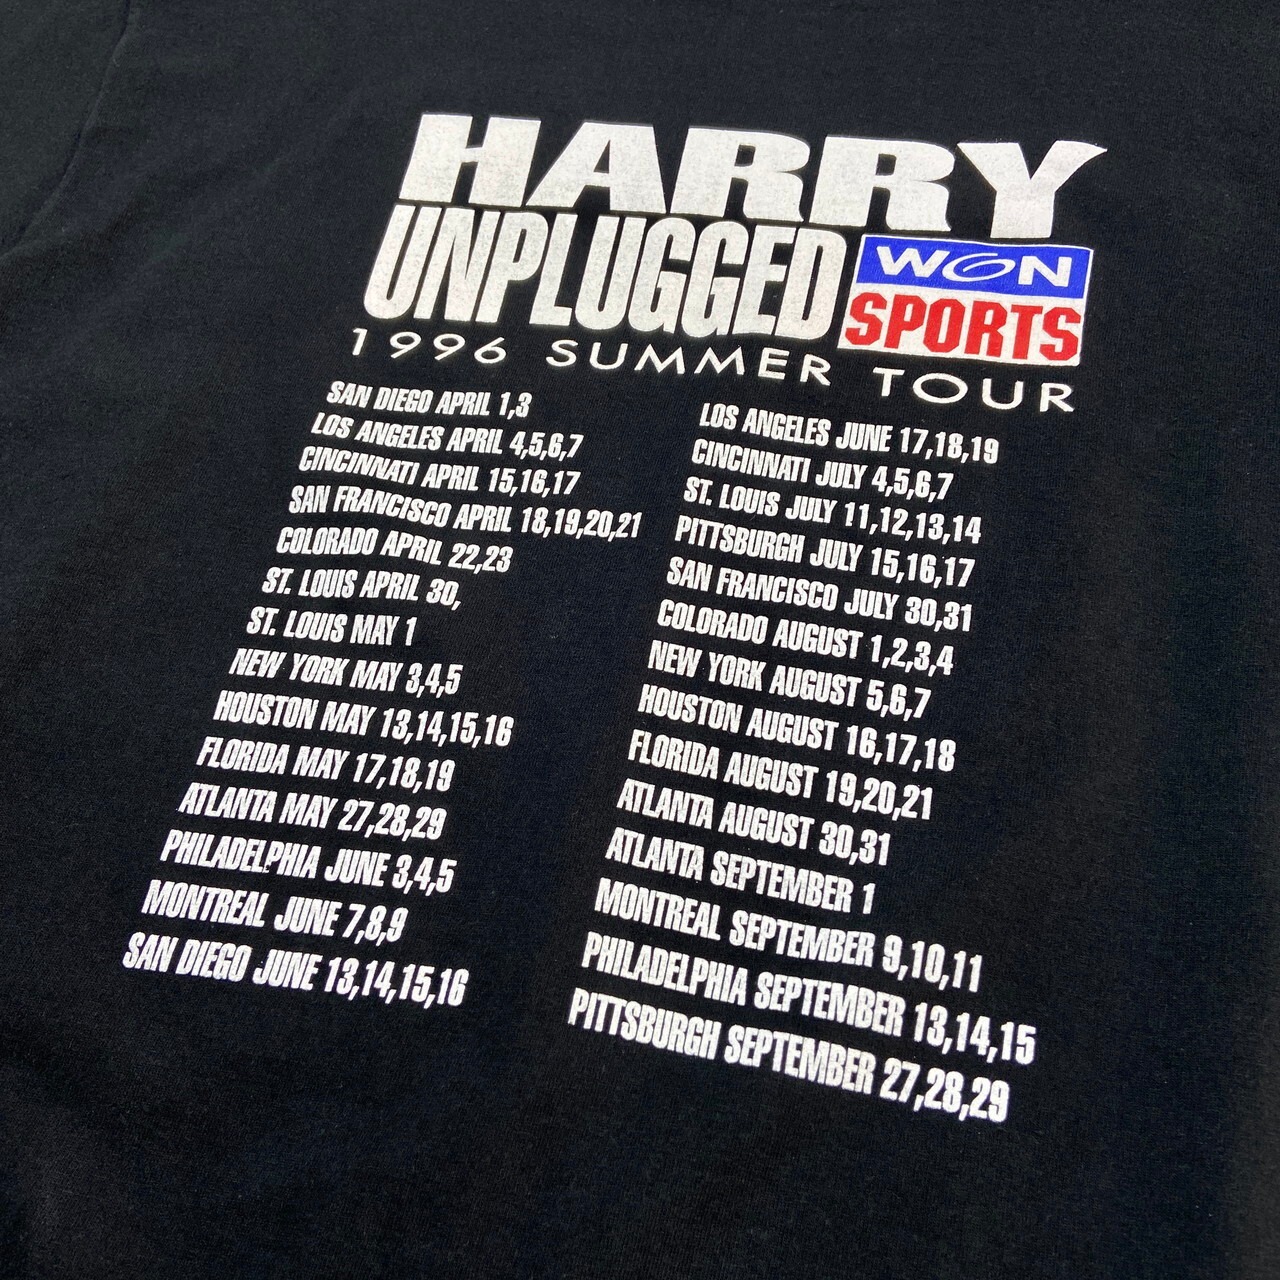 HARRY
UNPLUGGED
WGN
SPORTS
1996 SUMMER TOUR
SAN DIEGO APRIL 1,3
LOS ANGELES APRIL 4,5,6,7
CINCINNATI APRIL 15,16,17
SAN FRANCISCO APRIL 18,19,20,21
COLORADO APRIL 22,23
ST. LOUIS APRIL 30,
ST. LOUIS MAY 1
NEW YORK MAY 3,4,5
HOUSTON MAY 13,14,15,16
FLORIDA MAY 17,18,19
ATLANTA MAY 27,28,29
PHILADELPHIA JUNE 3,4,5
MONTREAL JUNE 7,8,9
SAN DIEGO JUNE 13,14,15,16
LOS ANGELES JUNE 17,18,19
CINCINNATI JULY 4,5,6,7
ST. LOUIS JULY 11,12,13,14
PITTSBURGH JULY 15,16,17
SAN FRANCISCO JULY 30,31
COLORADO AUGUST 1,2,3,4
NEW YORK AUGUST 5,6,7
HOUSTON AUGUST 16,17,18
FLORIDA AUGUST 19,20,21
ATLANTA AUGUST 30,31
ATLANTA SEPTEMBER 1
MONTREAL SEPTEMBER 9,10,11
PHILADELPHIA SEPTEMBER 13,14,15
PITTSBURGH SEPTEMBER 27,28,29